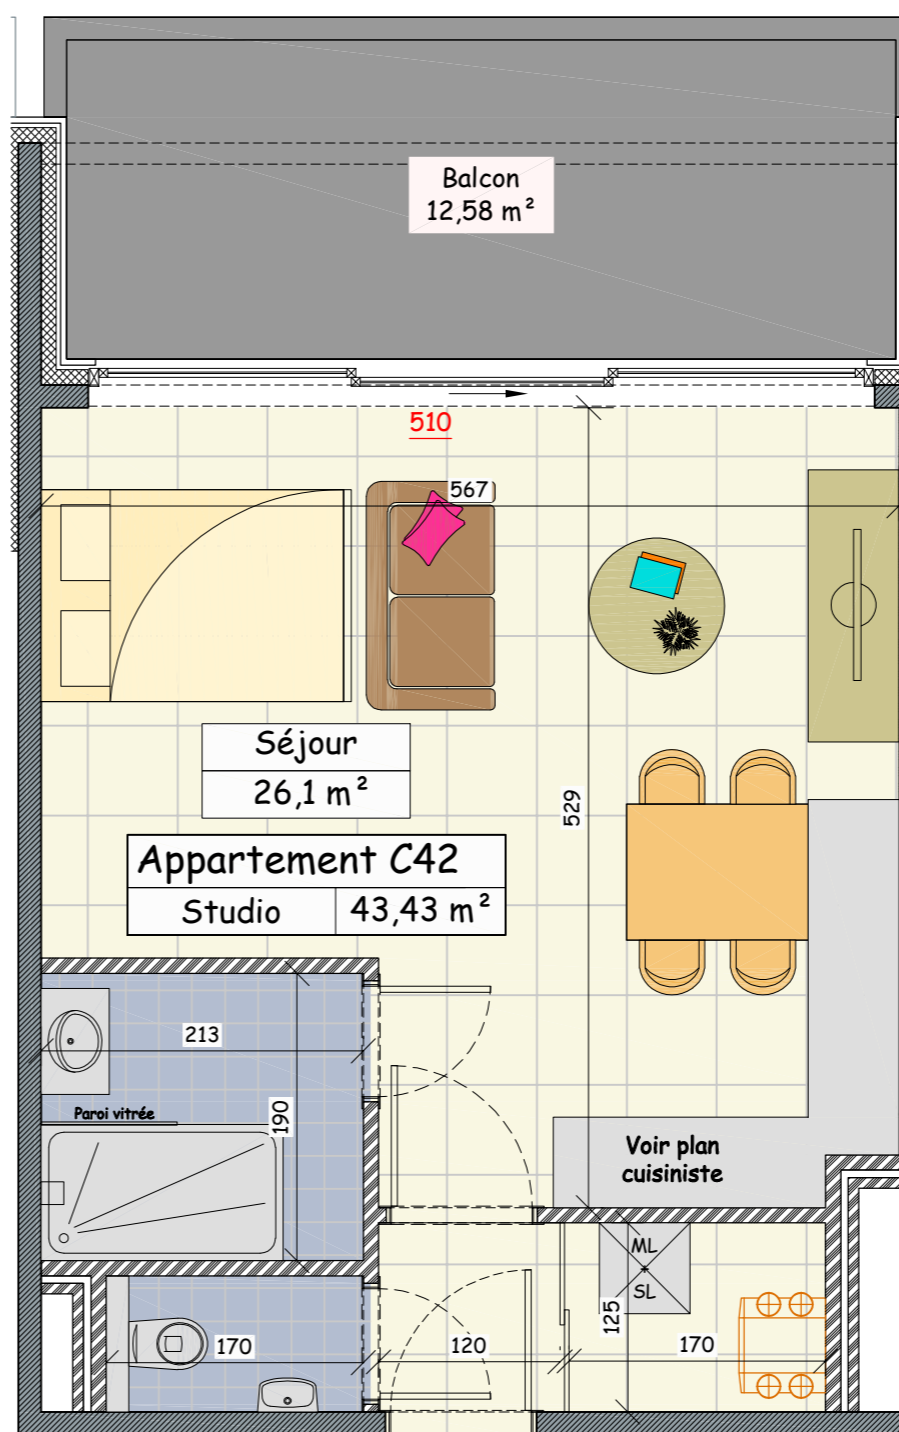 Balcon
12,58 m²
510
567
Séjour
26,1 m²
529
Appartement C42
Studio 43,43 m²
213
Paroi vitrée
190
Voir plan
cuisiniste
ML
SL
125
170
120
170